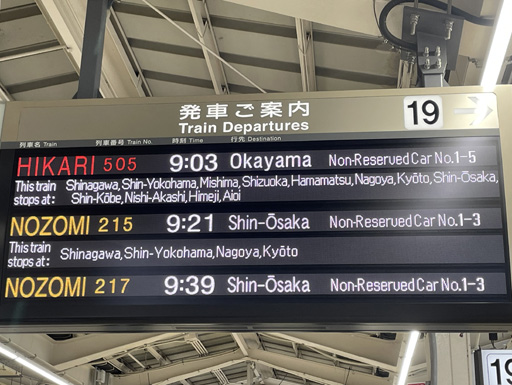 発車ご案内
19
Train Departures
列車名 Train 列車番号 Train No. 時刻 Time 行先 Destination
HIKARI 505 9:03 Okayama Non-Reserved Car No.1-5
This train stops at: Shinagawa, Shin-Yokohama, Mishima, Shizuoka, Hamamatsu, Nagoya, Kyōto, Shin-Ōsaka,
Shin-Kōbe, Nishi-Akashi, Himeji, Aioi
NOZOMI 215 9:21 Shin-Ōsaka Non-Reserved Car No.1-3
This train stops at: Shinagawa, Shin-Yokohama, Nagoya, Kyōto
NOZOMI 217 9:39 Shin-Ōsaka Non-Reserved Car No.1-3
19